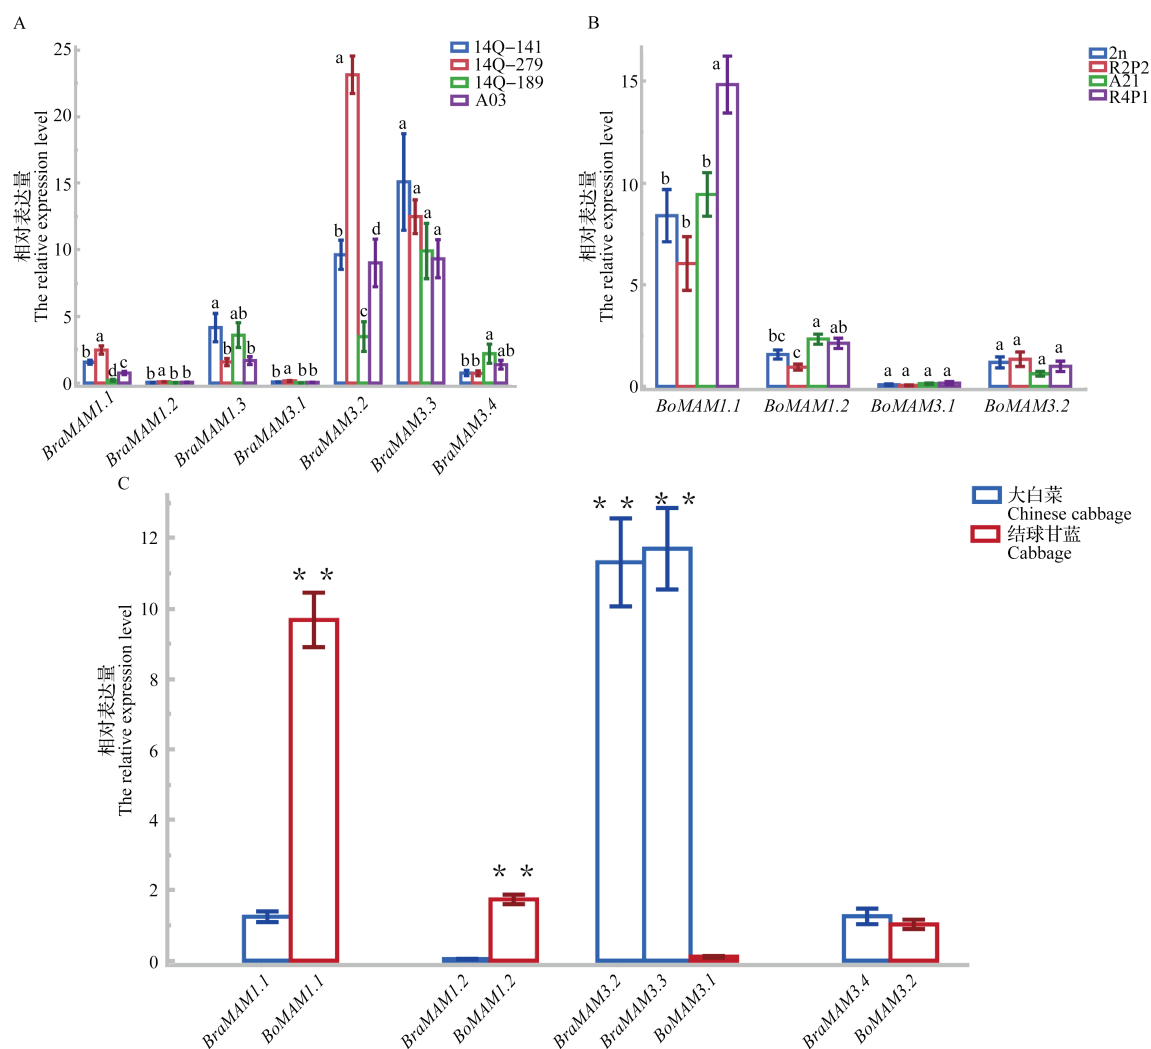 A
25
20
15
10
5
0
相对表达量
The relative expression level
14Q−141
14Q−279
14Q−189
A03
b a d c
b a b b
a b ab b
b a b b
b a c d
a a a a
b b a ab
BraMAM1.1
BraMAM1.2
BraMAM1.3
BraMAM3.1
BraMAM3.2
BraMAM3.3
BraMAM3.4
B
15
10
5
0
相对表达量
The relative expression level
2n
R2P2
A21
R4P1
b b b a
bc c a ab
a a a a
a a a a
BoMAM1.1
BoMAM1.2
BoMAM3.1
BoMAM3.2
C
12
10
8
6
4
2
0
相对表达量
The relative expression level
大白菜
Chinese cabbage
结球甘蓝
Cabbage
* *
* *
* *
* *
BraMAM1.1
BoMAM1.1
BraMAM1.2
BoMAM1.2
BraMAM3.2
BraMAM3.3
BoMAM3.1
BraMAM3.4
BoMAM3.2